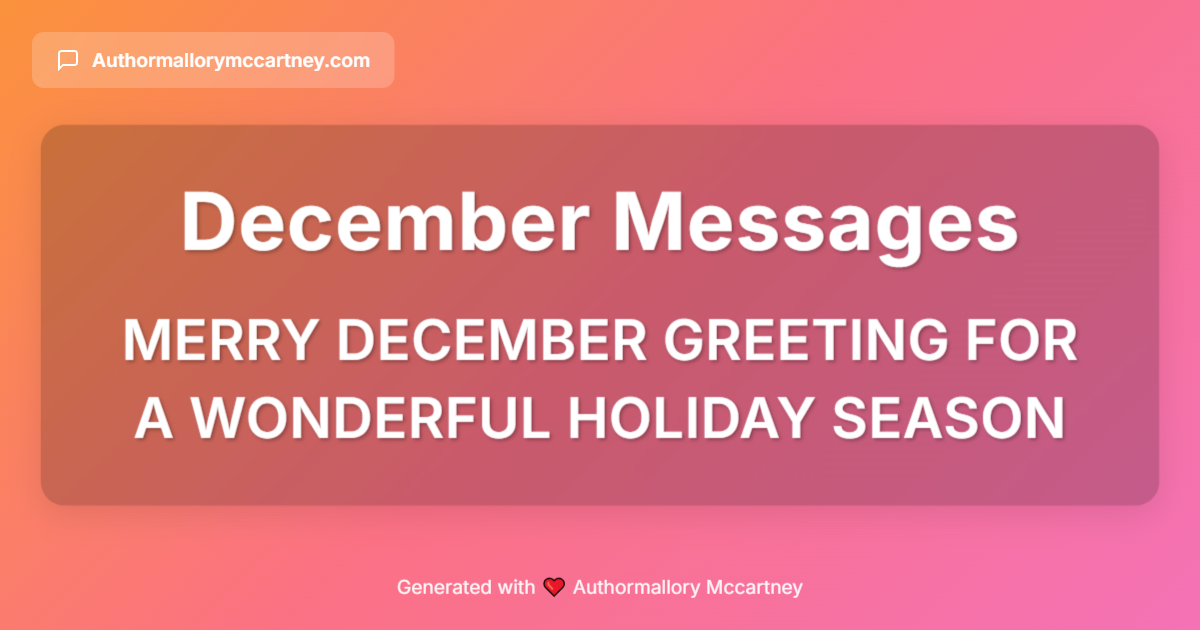 Authormallorymccartney.com
December Messages
MERRY DECEMBER GREETING FOR
A WONDERFUL HOLIDAY SEASON
Generated with ❤️ Authormallory Mccartney